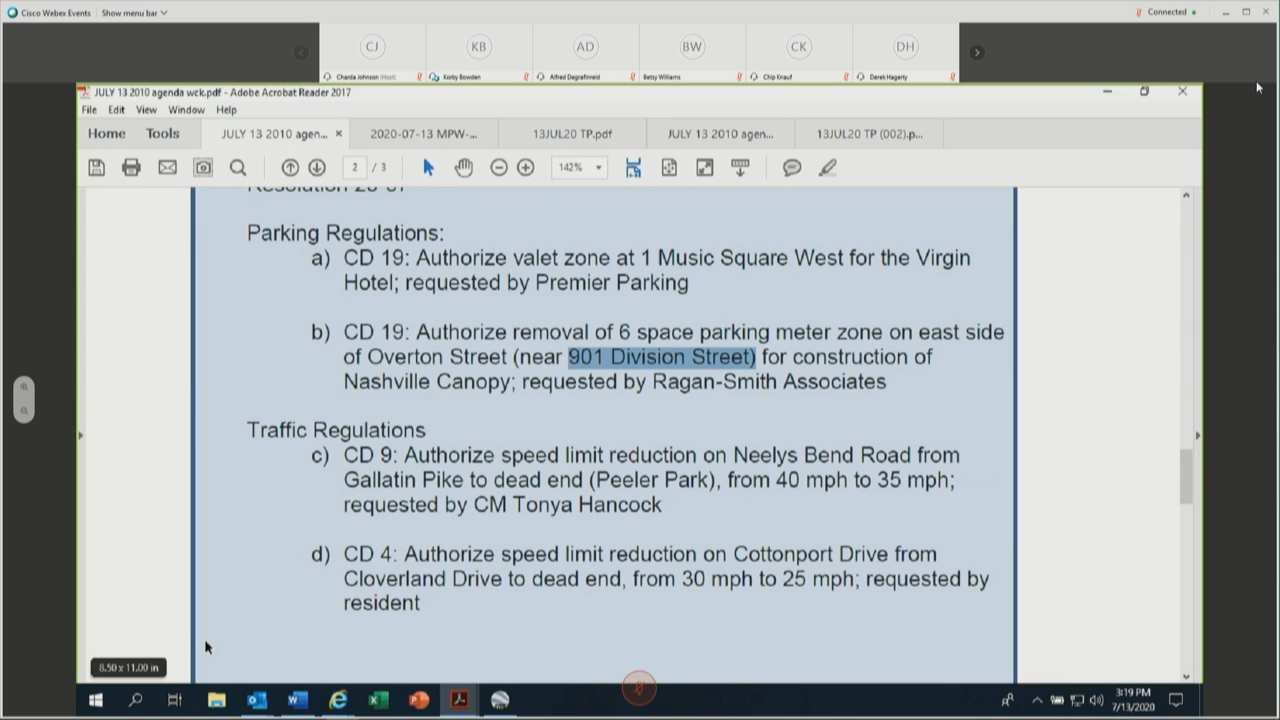 Cisco Webex Events Show menu bar Connected
CJ KB AD BW CK DH
Charda Johnson (Host) Korby Bowden Alfred Degrafinreid Betsy Williams Chip Knauf Derek Hagerty
JULY 13 2010 agenda wck.pdf - Adobe Acrobat Reader 2017
File Edit View Window Help
Home Tools JULY 13 2010 agen... 2020-07-13 MPW-... 13JUL20 TP.pdf JULY 13 2010 agen... 13JUL20 TP (002).p...
2 / 3 142%
Parking Regulations:
a) CD 19: Authorize valet zone at 1 Music Square West for the Virgin
Hotel; requested by Premier Parking
b) CD 19: Authorize removal of 6 space parking meter zone on east side
of Overton Street (near 901 Division Street) for construction of
Nashville Canopy; requested by Ragan-Smith Associates
Traffic Regulations
c) CD 9: Authorize speed limit reduction on Neelys Bend Road from
Gallatin Pike to dead end (Peeler Park), from 40 mph to 35 mph;
requested by CM Tonya Hancock
d) CD 4: Authorize speed limit reduction on Cottonport Drive from
Cloverland Drive to dead end, from 30 mph to 25 mph; requested by
resident
8.50 x 11.00 in
3:19 PM
7/13/2020